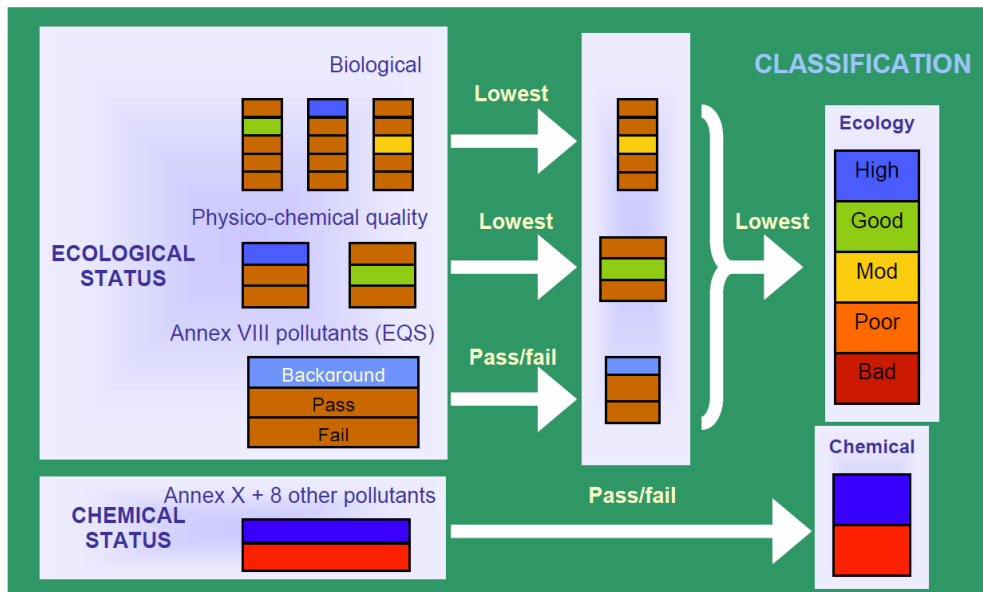 CLASSIFICATION
Biological
Lowest
Ecology
High
Physico-chemical quality
Lowest
Lowest
Good
ECOLOGICAL
STATUS
Mod
Annex VIII pollutants (EQS)
Poor
Pass/fail
Background
Bad
Pass
Fail
Chemical
Annex X + 8 other pollutants
Pass/fail
CHEMICAL
STATUS